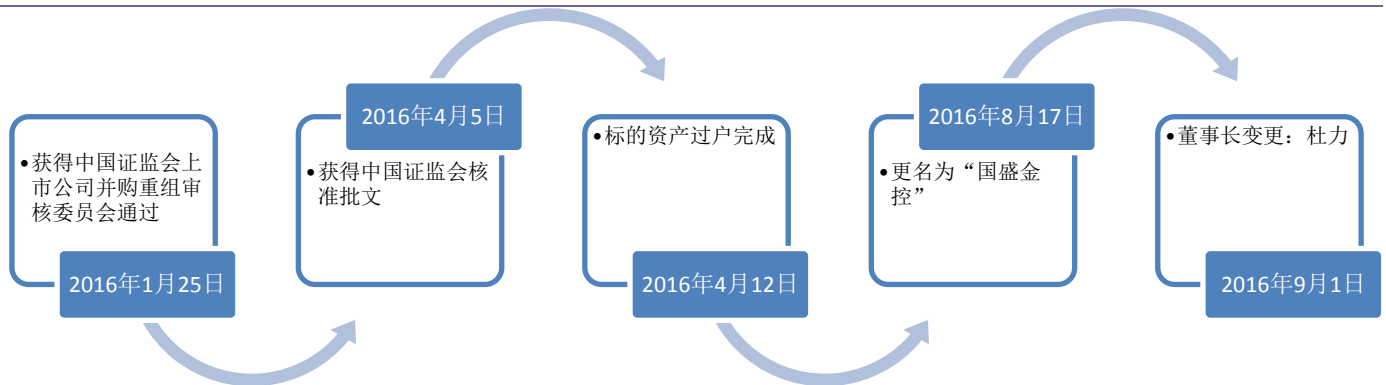 •获得中国证监会上
市公司并购重组审
核委员会通过
2016年1月25日
2016年4月5日
•获得中国证监会核
准批文
•标的资产过户完成
2016年4月12日
2016年8月17日
•更名为“国盛金
控”
•董事长变更：杜力
2016年9月1日